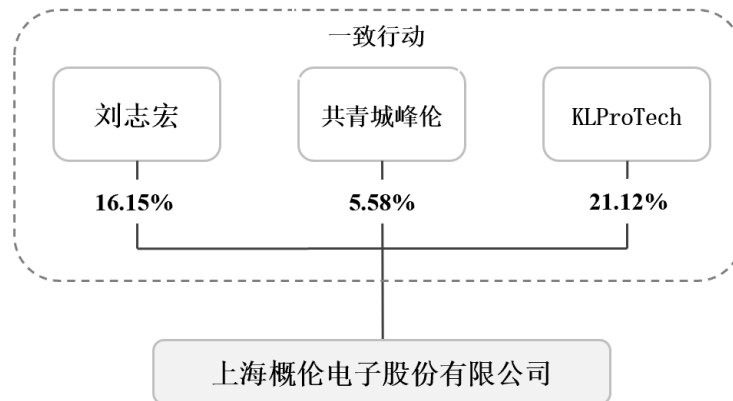 一致行动
刘志宏
共青城峰伦
KLProTech
16.15%
5.58%
21.12%
上海概伦电子股份有限公司